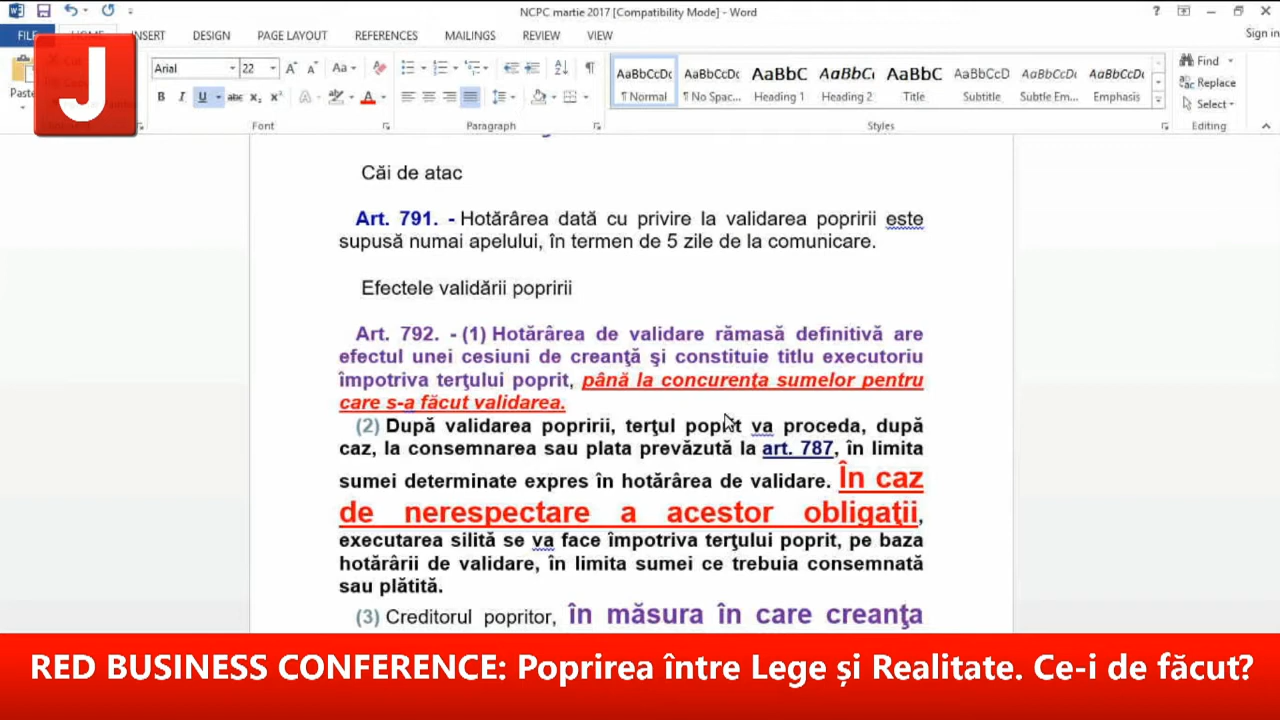 NCPC martie 2017 [Compatibility Mode] - Word
FILE
INSERT DESIGN PAGE LAYOUT REFERENCES MAILINGS REVIEW VIEW
Sign in
J
Paste
Arial 22
Aa
B I U abc x₂ x²
A
Font Paragraph Styles Editing
AaBbCcDc AaBbCcDc AaBbC AaBbCc AaBbC AaBbCcD AaBbCcDc AaBbCcDc
¶ Normal ¶ No Spac... Heading 1 Heading 2 Title Subtitle Subtle Em... Emphasis
Find
Replace
Select
Căi de atac
Art. 791. - Hotărârea dată cu privire la validarea popririi este
supusă numai apelului, în termen de 5 zile de la comunicare.
Efectele validării popririi
Art. 792. - (1) Hotărârea de validare rămasă definitivă are
efectul unei cesiuni de creanţă şi constituie titlu executoriu
împotriva terţului poprit, până la concurenţa sumelor pentru
care s-a făcut validarea.
(2) După validarea popririi, terţul poprit va proceda, după
caz, la consemnarea sau plata prevăzută la art. 787, în limita
sumei determinate expres în hotărârea de validare. În caz
de nerespectare a acestor obligaţii,
executarea silită se va face împotriva terţului poprit, pe baza
hotărârii de validare, în limita sumei ce trebuia consemnată
sau plătită.
(3) Creditorul popritor, în măsura în care creanţa
RED BUSINESS CONFERENCE: Poprirea între Lege și Realitate. Ce-i de făcut?